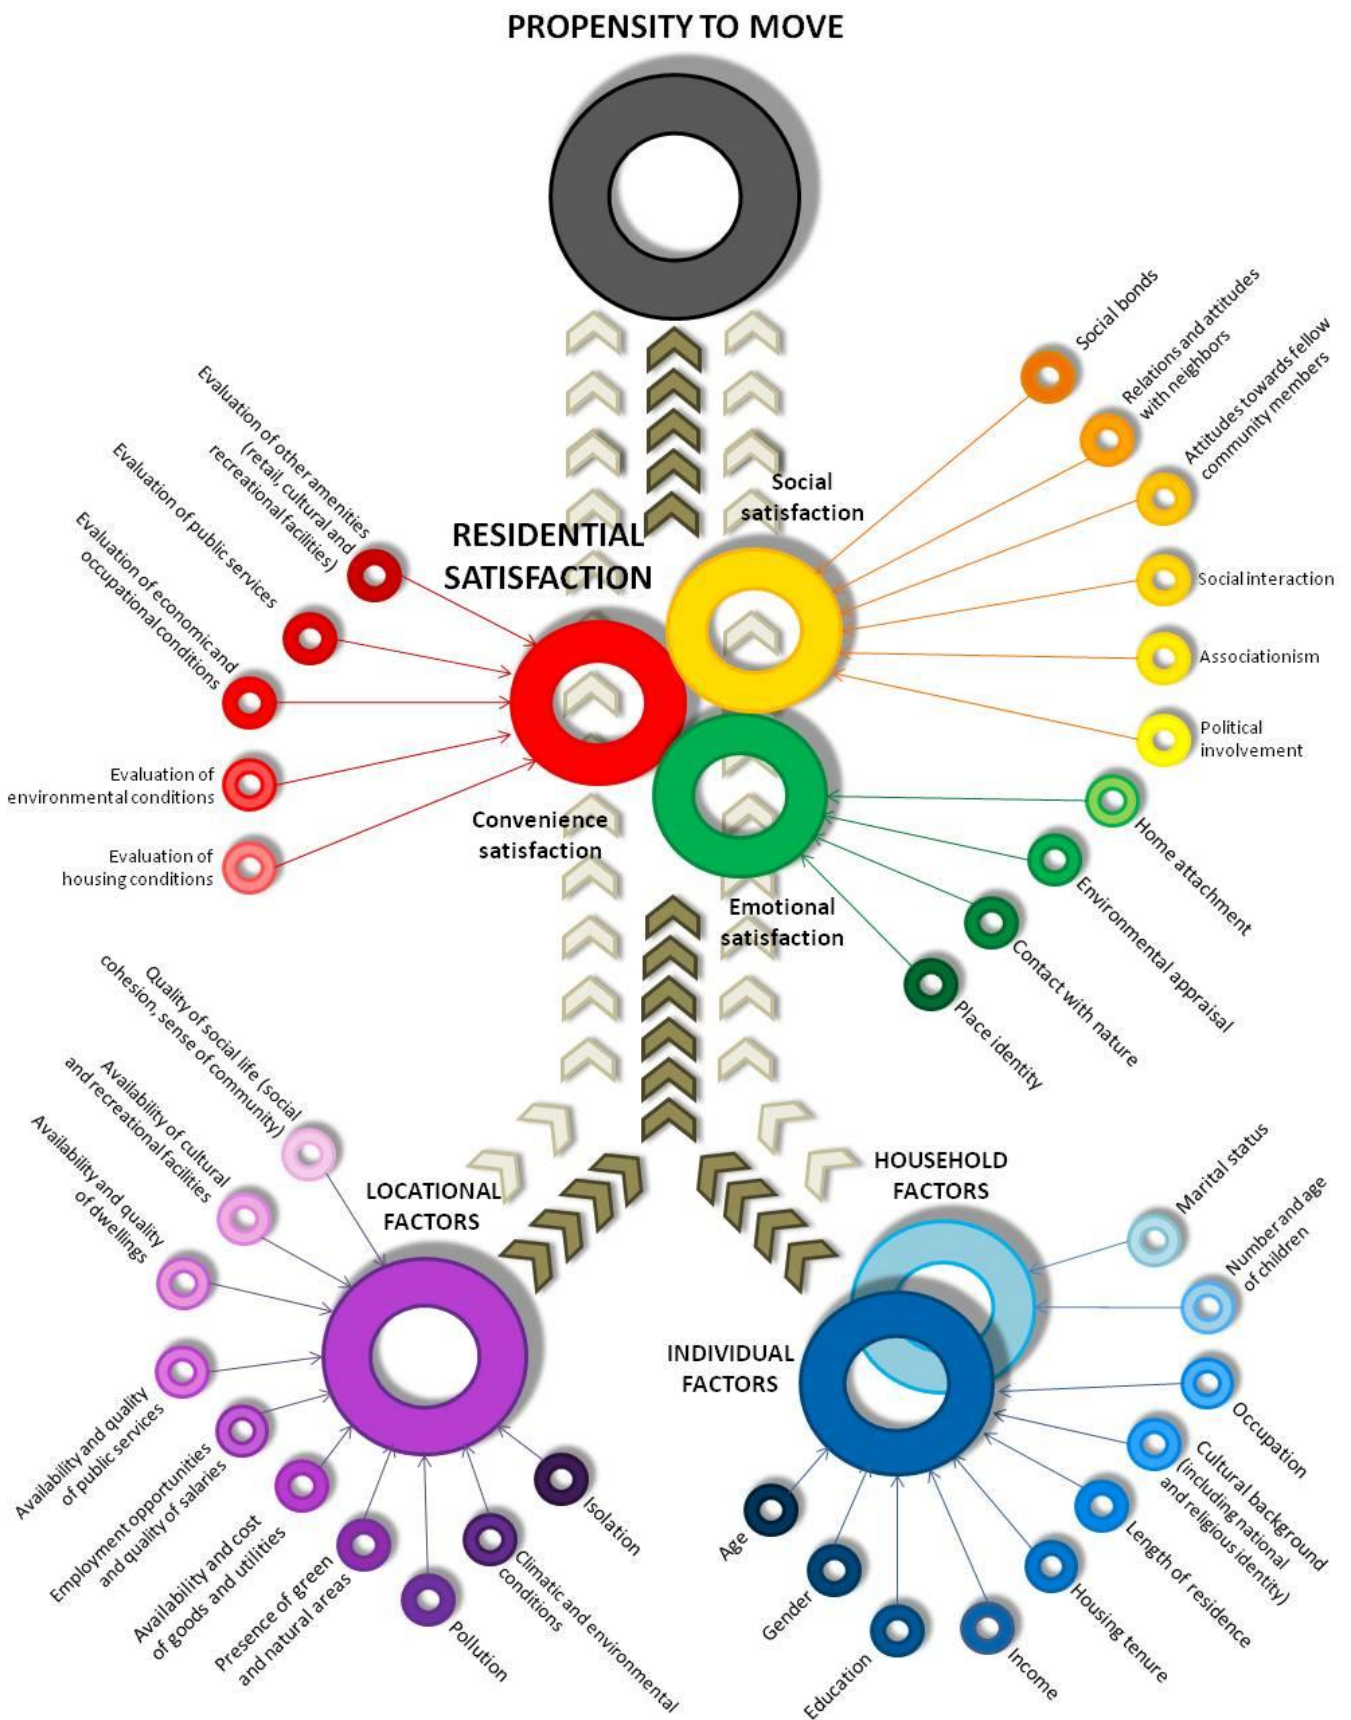 PROPENSITY TO MOVE
Social bonds
Relations and attitudes
with neighbors
Attitudes towards fellow
community members
Social interaction
Associationism
Political
involvement
Social
satisfaction
RESIDENTIAL
SATISFACTION
Evaluation of other amenities
(retail, cultural and
recreational facilities)
Evaluation of public services
Evaluation of economic and
occupational conditions
Evaluation of
environmental conditions
Evaluation of
housing conditions
Convenience
satisfaction
Emotional
satisfaction
Home attachment
Environmental appraisal
Contact with nature
Place identity
Quality of social life (social
cohesion, sense of community)
Availability of cultural
and recreational facilities
Availability and quality
of dwellings
Availability and quality
of public services
Employment opportunities
and quality of salaries
Availability and cost
of goods and utilities
Presence of green
and natural areas
Pollution
Climatic and environmental
conditions
Isolation
LOCATIONAL
FACTORS
HOUSEHOLD
FACTORS
Marital status
Number and age
of children
INDIVIDUAL
FACTORS
Occupation
Cultural background
(including national
and religious identity)
Length of residence
Housing tenure
Income
Education
Gender
Age